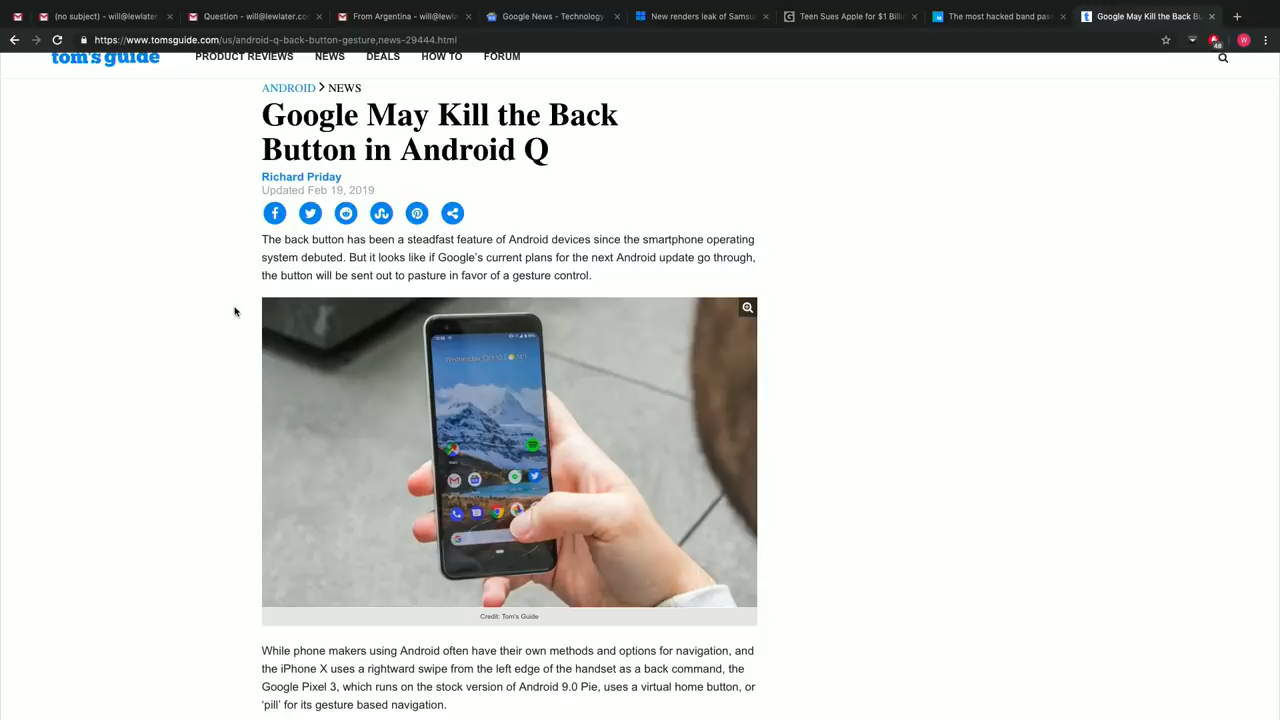 (no subject) - will@lewlater.
Question - will@lewlater.co
From Argentina - will@lewla
Google News - Technology
New renders leak of Samsu
Teen Sues Apple for $1 Billi
The most hacked band pas
Google May Kill the Back Bu
https://www.tomsguide.com/us/android-q-back-button-gesture,news-29444.html
48
W
tom's guide
PRODUCT REVIEWS
NEWS
DEALS
HOW TO
FORUM
ANDROID > NEWS
Google May Kill the Back
Button in Android Q
Richard Priday
Updated Feb 19, 2019
The back button has been a steadfast feature of Android devices since the smartphone operating
system debuted. But it looks like if Google's current plans for the next Android update go through,
the button will be sent out to pasture in favor of a gesture control.
Wednesday, Oct 10
Credit: Tom's Guide
While phone makers using Android often have their own methods and options for navigation, and
the iPhone X uses a rightward swipe from the left edge of the handset as a back command, the
Google Pixel 3, which runs on the stock version of Android 9.0 Pie, uses a virtual home button, or
'pill' for its gesture based navigation.